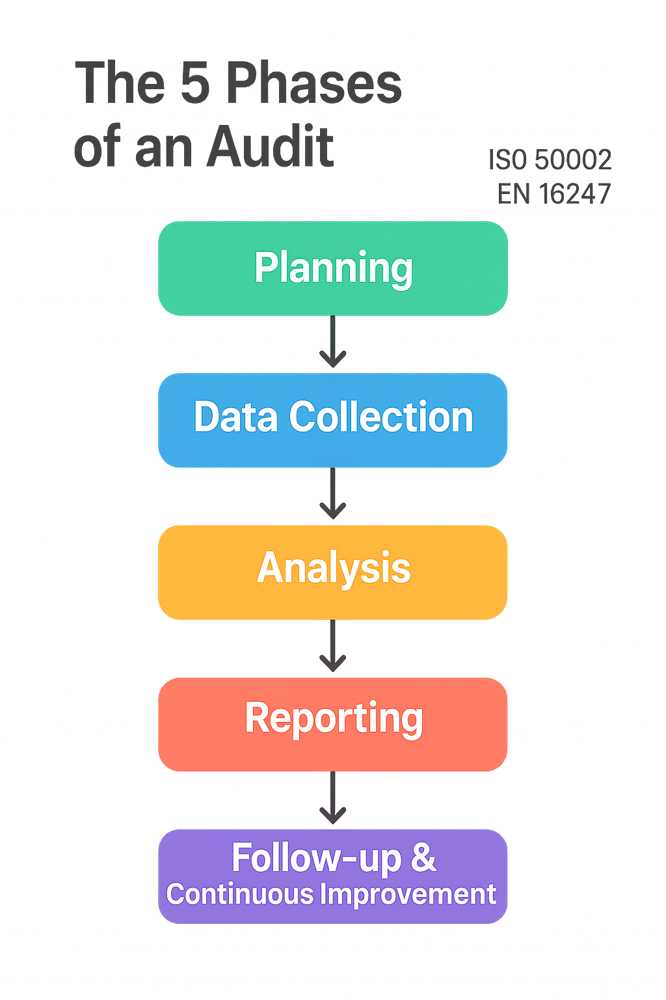 The 5 Phases
of an Audit
ISO 50002
EN 16247
Planning
Data Collection
Analysis
Reporting
Follow-up &
Continuous Improvement